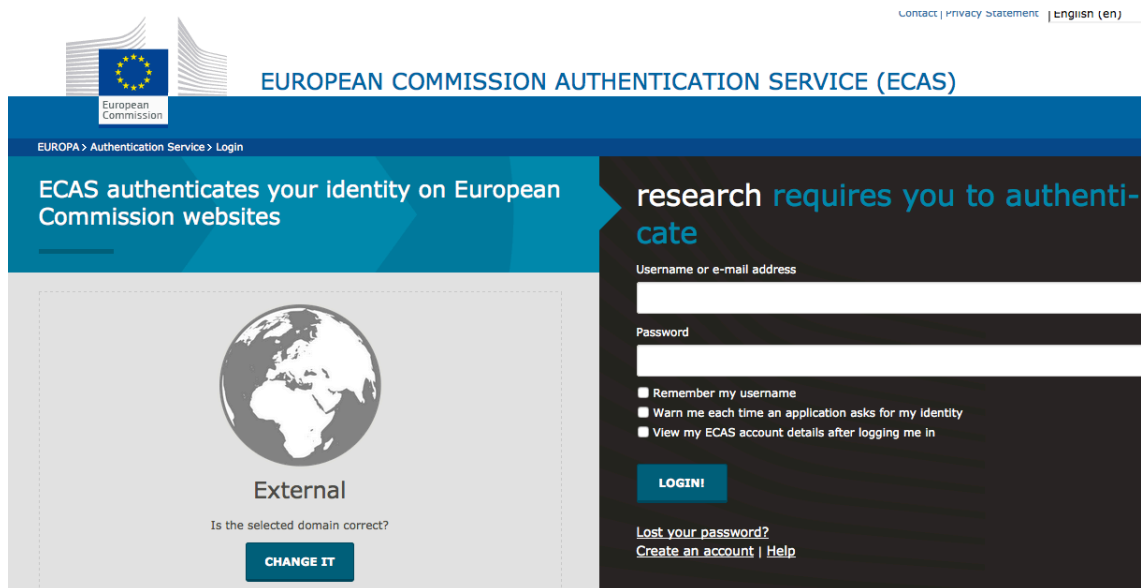 Contact | Privacy Statement | English (en)
European
Commission
EUROPEAN COMMISSION AUTHENTICATION SERVICE (ECAS)
EUROPA > Authentication Service > Login
ECAS authenticates your identity on European
Commission websites
External
Is the selected domain correct?
CHANGE IT
research requires you to authenti-
cate
Username or e-mail address
Password
Remember my username
Warn me each time an application asks for my identity
View my ECAS account details after logging me in
LOGIN!
Lost your password?
Create an account | Help